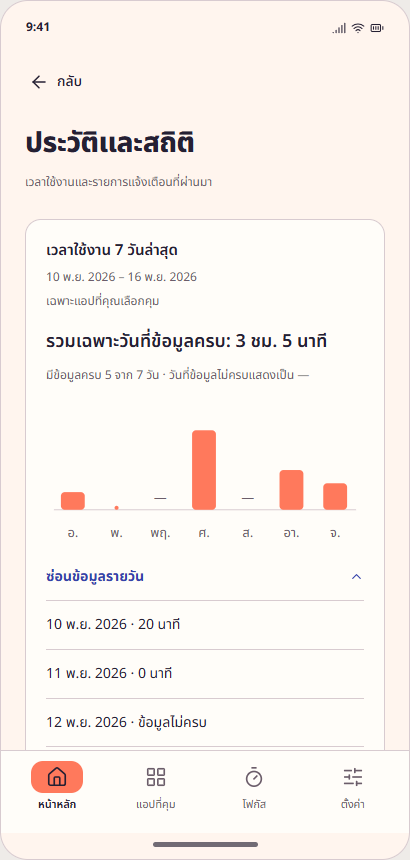 9:41
กลับ
ประวัติและสถิติ
เวลาใช้งานและรายการแจ้งเตือนที่ผ่านมา
เวลาใช้งาน 7 วันล่าสุด
10 พ.ย. 2026 – 16 พ.ย. 2026
เฉพาะแอปที่คุณเลือกคุม
รวมเฉพาะวันที่ข้อมูลครบ: 3 ชม. 5 นาที
มีข้อมูลครบ 5 จาก 7 วัน · วันที่ข้อมูลไม่ครบแสดงเป็น —
— —
อ. พ. พฤ. ศ. ส. อา. จ.
ซ่อนข้อมูลรายวัน
10 พ.ย. 2026 · 20 นาที
11 พ.ย. 2026 · 0 นาที
12 พ.ย. 2026 · ข้อมูลไม่ครบ
หน้าหลัก แอปที่คุม โฟกัส ตั้งค่า